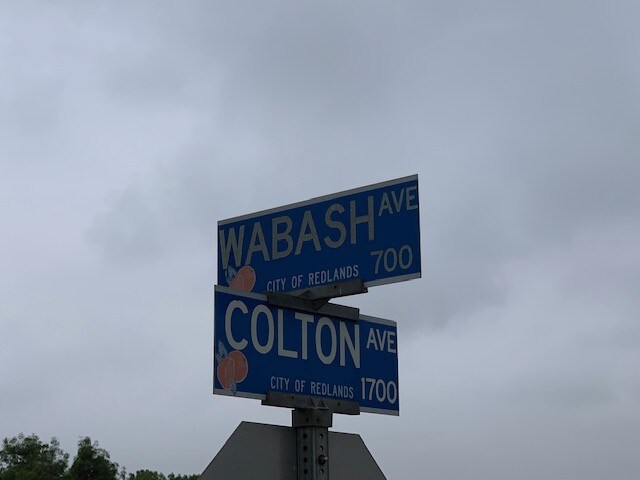 WABASH AVE
CITY OF REDLANDS 700
COLTON AVE
CITY OF REDLANDS 1700